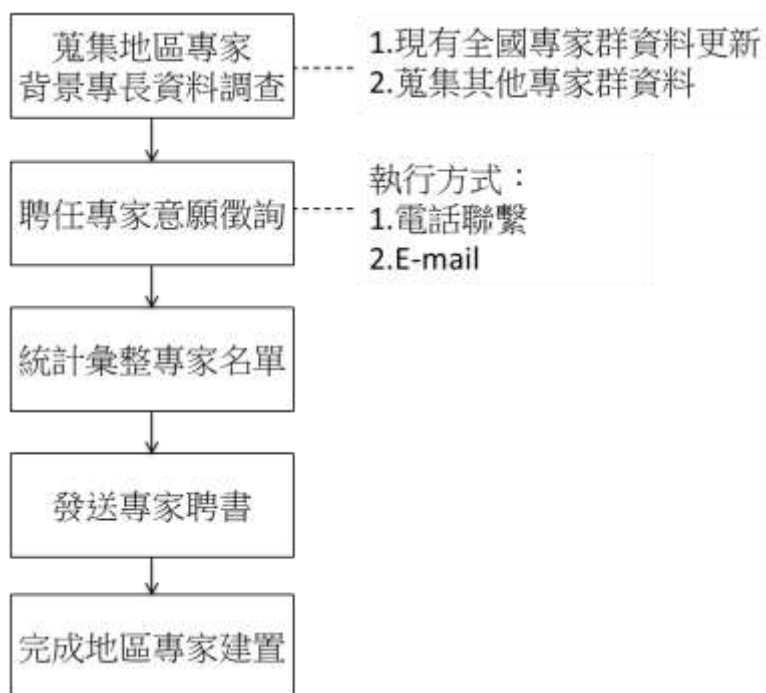 蒐集地區專家
背景專長資料調查
1.現有全國專家群資料更新
2.蒐集其他專家群資料
聘任專家意願徵詢
執行方式：
1.電話聯繫
2.E-mail
統計彙整專家名單
發送專家聘書
完成地區專家建置